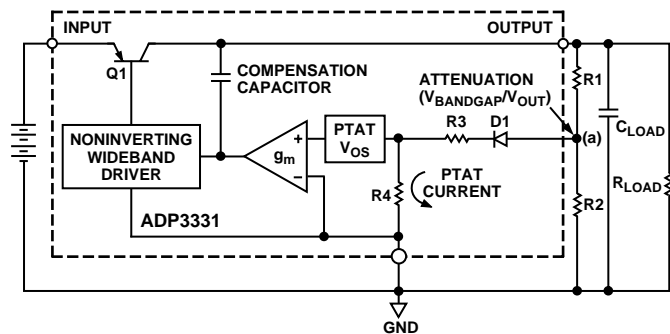 INPUT
OUTPUT
Q1
COMPENSATION
CAPACITOR
ATTENUATION
(VBANDGAP/VOUT)
R1
NONINVERTING
WIDEBAND
DRIVER
gm
+
−
PTAT
VOS
R3
D1
(a)
CLOAD
R4
PTAT
CURRENT
R2
RLOAD
ADP3331
GND